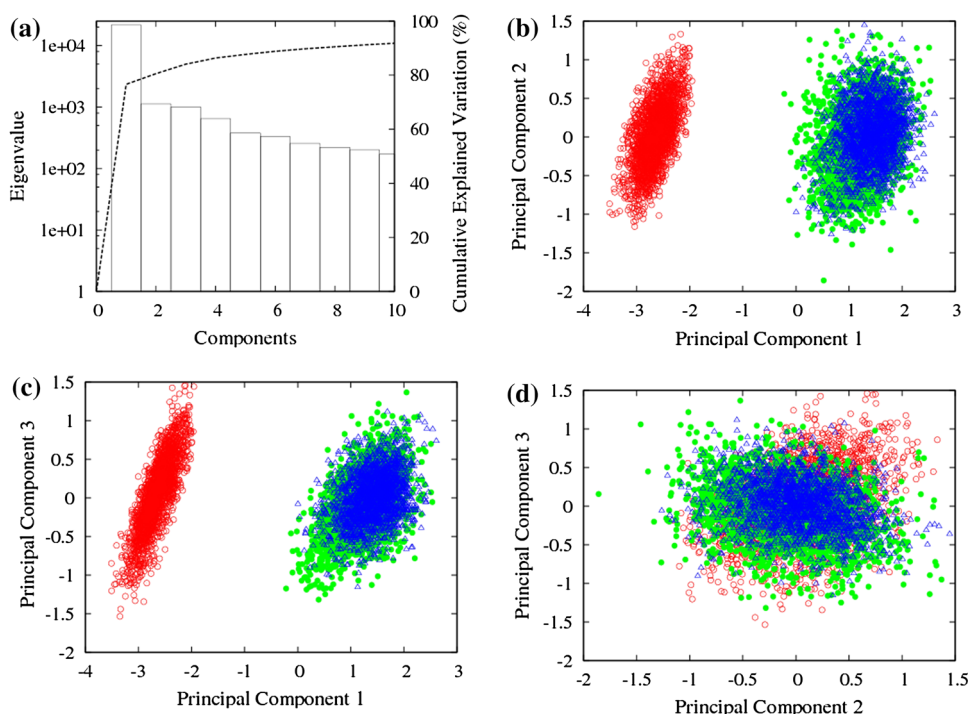 (a)
Eigenvalue
1e+04
1e+03
1e+02
1e+01
1
0 2 4 6 8 10
Components
100
80
60
40
20
0
Cumulative Explained Variation (%)
(b)
Principal Component 2
1.5
1
0.5
0
-0.5
-1
-1.5
-2
-4 -3 -2 -1 0 1 2 3
Principal Component 1
(c)
Principal Component 3
1.5
1
0.5
0
-0.5
-1
-1.5
-2
-4 -3 -2 -1 0 1 2 3
Principal Component 1
(d)
Principal Component 3
1.5
1
0.5
0
-0.5
-1
-1.5
-2
-2 -1.5 -1 -0.5 0 0.5 1 1.5
Principal Component 2